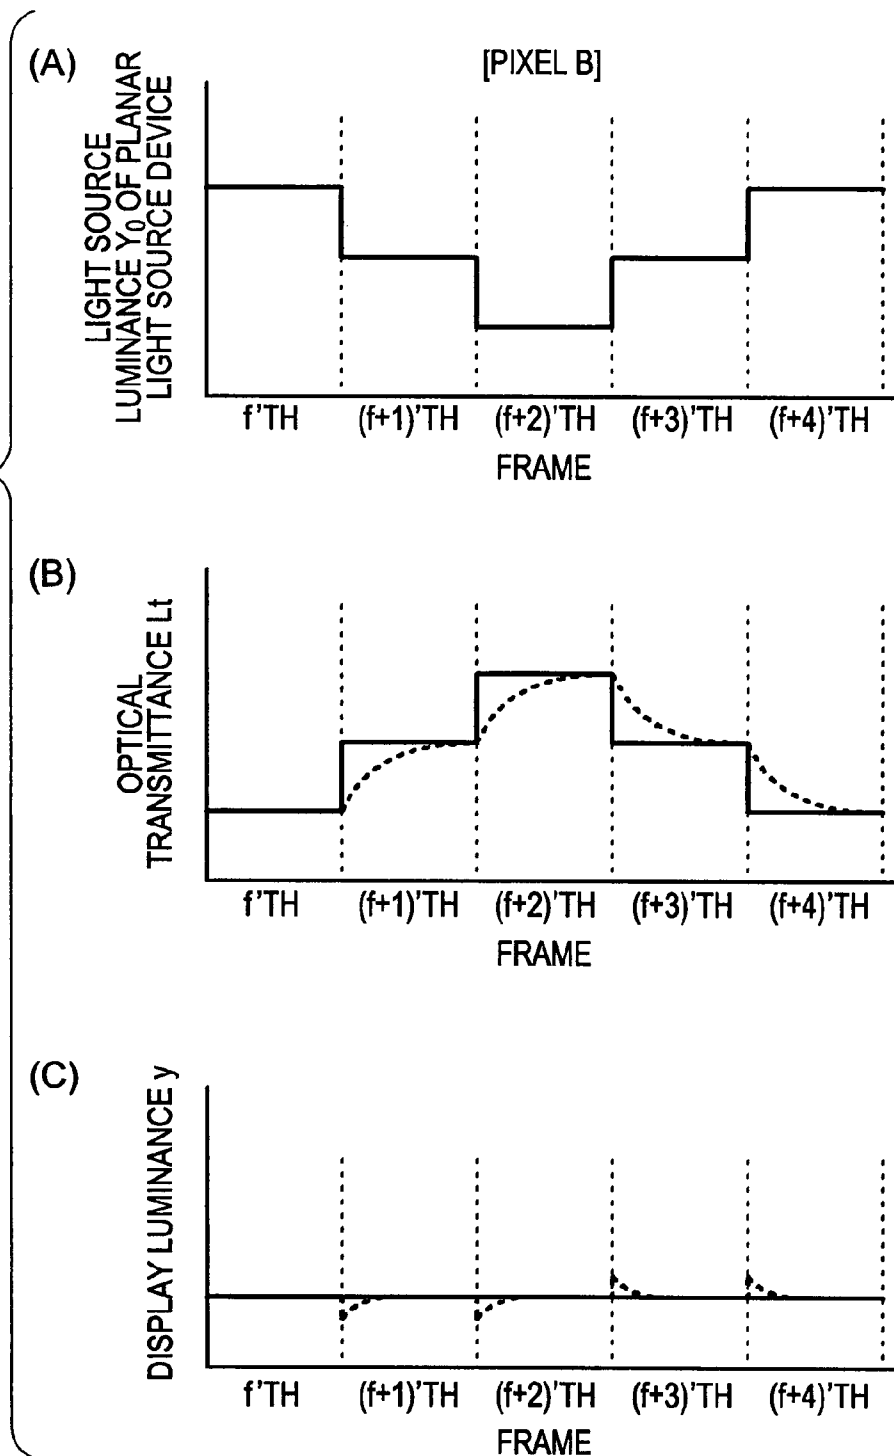 (A)
[PIXEL B]
LIGHT SOURCE
LUMINANCE Y0 OF PLANAR
LIGHT SOURCE DEVICE
f'TH (f+1)'TH (f+2)'TH (f+3)'TH (f+4)'TH
FRAME
(B)
OPTICAL
TRANSMITTANCE Lt
f'TH (f+1)'TH (f+2)'TH (f+3)'TH (f+4)'TH
FRAME
(C)
DISPLAY LUMINANCE y
f'TH (f+1)'TH (f+2)'TH (f+3)'TH (f+4)'TH
FRAME